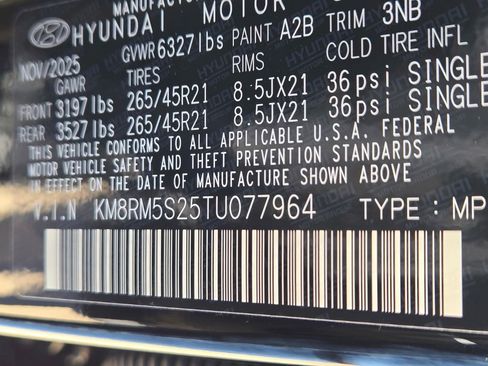 MANUFACTUR
HYUNDAI MOTOR
NOV/2025 GVWR 6327lbs PAINT A2B TRIM 3NB
GAWR TIRES RIMS COLD TIRE INFL
FRONT 3197lbs 265/45R21 8.5JX21 36psi SINGLE
REAR 3527lbs 265/45R21 8.5JX21 36psi SINGLE
THIS VEHICLE CONFORMS TO ALL APPLICABLE U.S.A. FEDERAL
MOTOR VEHICLE SAFETY AND THEFT PREVENTION STANDARDS
IN EFFECT ON THE DATE OF MANUFACTURE SHOWN ABOVE
V.I.N KM8RM5S25TU077964 TYPE : MP